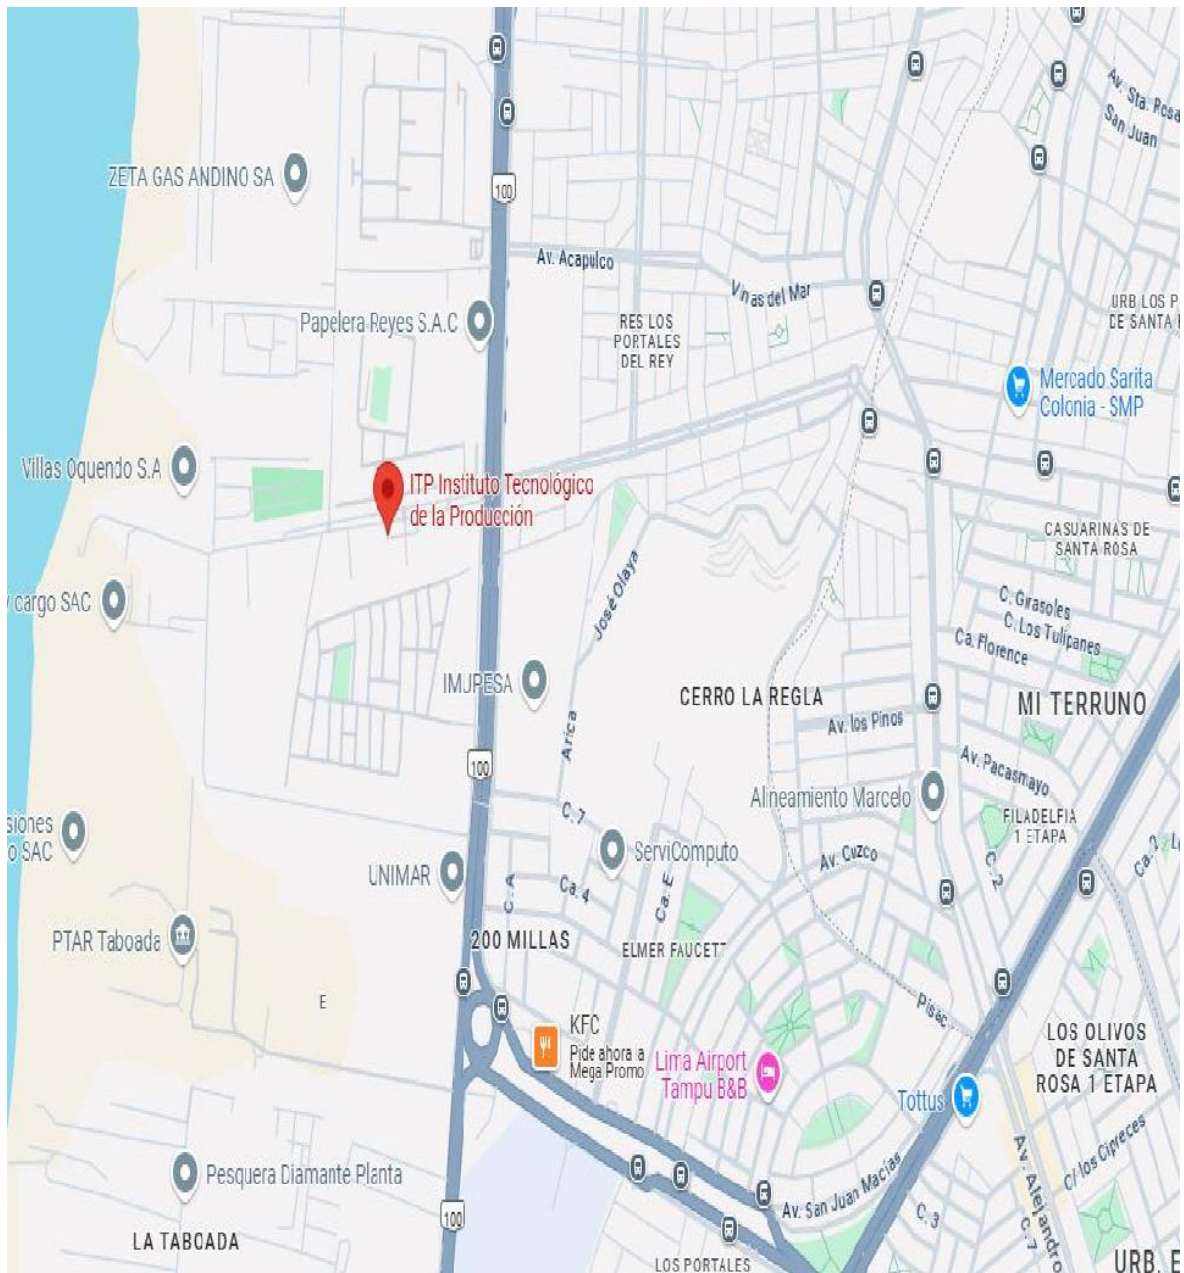 Av. Sta. Rosa
San Juan
ZETA GAS ANDINO SA
100
Av. Acapulco
Vinas del Mar
URB LOS P
DE SANTA
Papelera Reyes S.A.C
RES LOS
PORTALES
DEL REY
Mercado Sarita
Colonia - SMP
Villas Oquendo S.A
ITP Instituto Tecnológico
de la Producción
CASUARINAS DE
SANTA ROSA
y cargo SAC
José Olaya
C. Girasoles
C. Los Tulipanes
Ca. Florence
IMUPESA
CERRO LA REGLA
MI TERRUNO
Av. los Pinos
Arica
100
Av. Pacasmayo
Alineamiento Marcelo
siones
o SAC
C. 7
FILADELFIA
1 ETAPA
ServiComputo
Av. Cuzco
C. 2
Ca. 2
UNIMAR
C. A
Ca. 4
Ca. E
PTAR Taboada
200 MILLAS
ELMER FAUCETT
E
Pisac
KFC
Pide ahora a
Mega Promo
Lima Airport
Tampu B&B
LOS OLIVOS
DE SANTA
ROSA 1 ETAPA
Tottus
Pesquera Diamante Planta
Av. San Juan Macías
C/ los Cipreces
Av. Alejandro
C. 3
C. 7
100
LA TABOADA
LOS PORTALES
URB. E